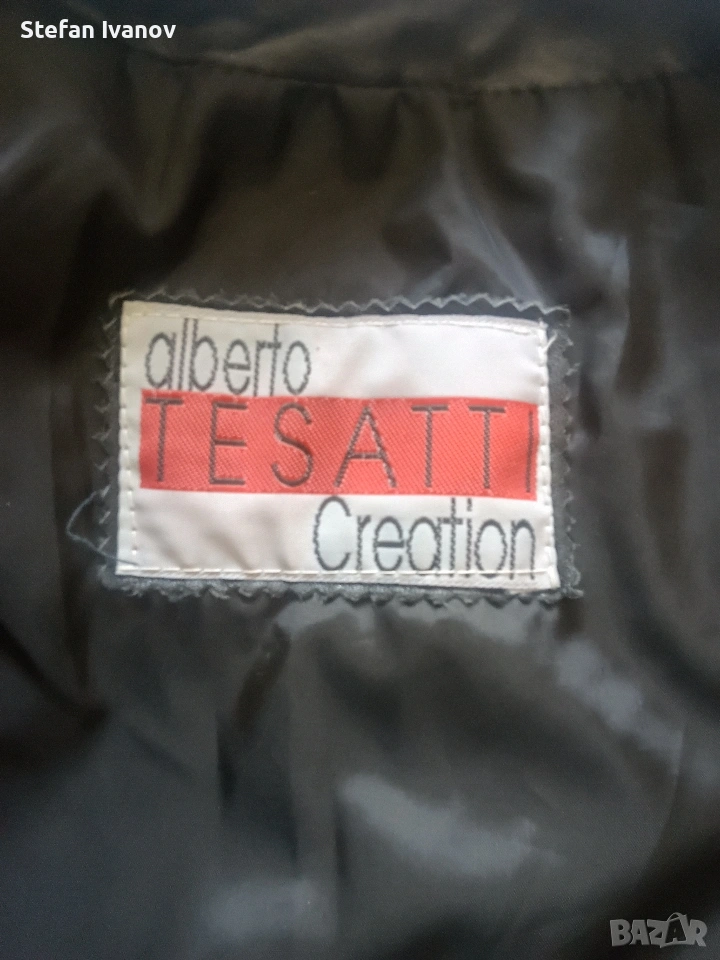 Stefan Ivanov
alberto
TESATTI
Creation
BAZAR